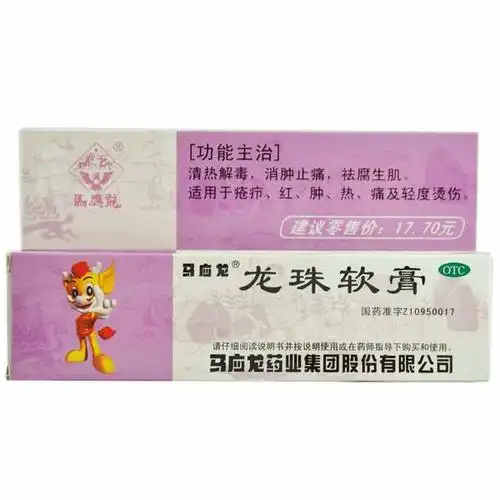 馬應龍®
[功能主治]
清热解毒，消肿止痛，祛腐生肌。
适用于疮疖、红、肿、热、痛及轻度烫伤。
建议零售价：17.70元
马应龙® 龙珠软膏 OTC
国药准字Z10950017
请仔细阅读说明书并按说明使用或在药师指导下购买和使用。
马应龙药业集团股份有限公司